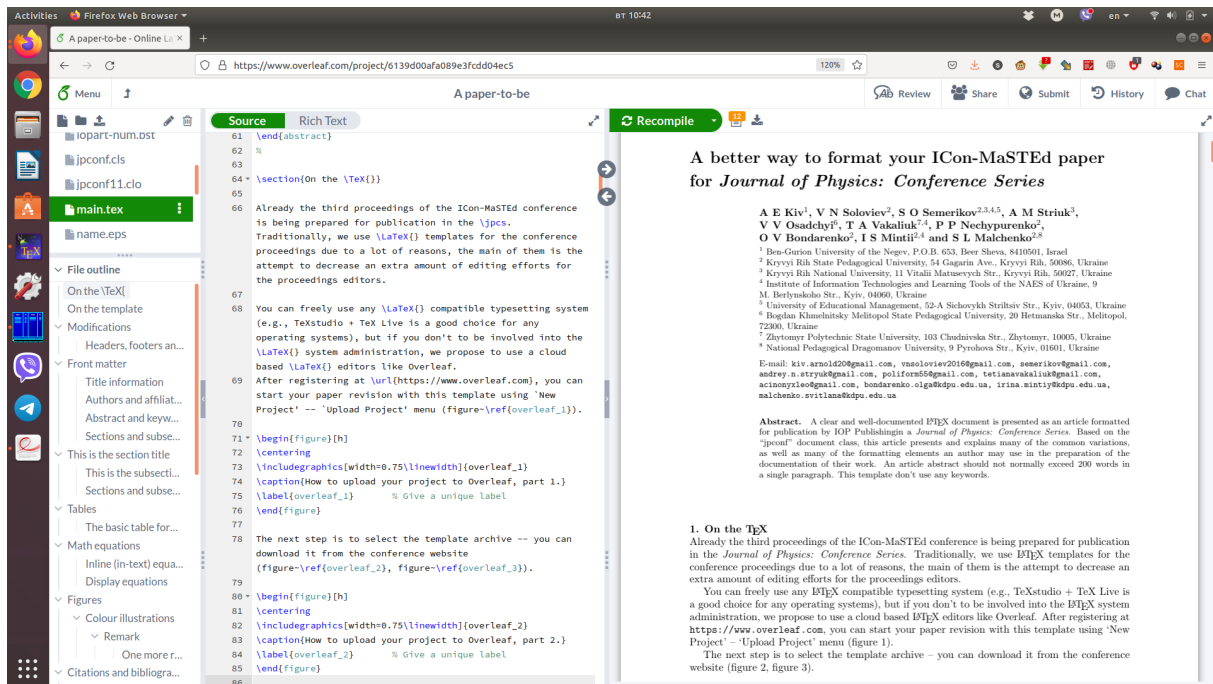 Activities Firefox Web Browser ▾ вт 10:42 en ▾
A paper-to-be - Online La × +
https://www.overleaf.com/project/6139d00afa089e3fcdd04ec5 120%
Menu A paper-to-be Review Share Submit History Chat
iopart-num.bst
jpconf.cls
jpconf11.clo
main.tex
name.eps
File outline
On the \TeX{
On the template
Modifications
Headers, footers an...
Front matter
Title information
Authors and affiliat...
Abstract and keyw...
Sections and subse...
This is the section title
This is the subsecti...
Sections and subse...
Tables
The basic table for...
Math equations
Inline (in-text) equa...
Display equations
Figures
Colour illustrations
Remark
One more r...
Citations and bibliogra...
Source Rich Text
61 \end{abstract}
62 %
63
64 \section{On the \TeX{}}
65
66 Already the third proceedings of the ICon-MaSTEd conference
is being prepared for publication in the \jpcs.
Traditionally, we use \LaTeX{} templates for the conference
proceedings due to a lot of reasons, the main of them is the
attempt to decrease an extra amount of editing efforts for
the proceedings editors.
67
68 You can freely use any \LaTeX{} compatible typesetting system
(e.g., TeXstudio + TeX Live is a good choice for any
operating systems), but if you don't to be involved into the
\LaTeX{} system administration, we propose to use a cloud
based \LaTeX{} editors like Overleaf.
69 After registering at \url{https://www.overleaf.com}, you can
start your paper revision with this template using `New
Project' -- `Upload Project' menu (figure~\ref{overleaf_1}).
70
71 \begin{figure}[h]
72 \centering
73 \includegraphics[width=0.75\linewidth]{overleaf_1}
74 \caption{How to upload your project to Overleaf, part 1.}
75 \label{overleaf_1} % Give a unique label
76 \end{figure}
77
78 The next step is to select the template archive -- you can
download it from the conference website
(figure~\ref{overleaf_2}, figure~\ref{overleaf_3}).
79
80 \begin{figure}[h]
81 \centering
82 \includegraphics[width=0.75\linewidth]{overleaf_2}
83 \caption{How to upload your project to Overleaf, part 2.}
84 \label{overleaf_2} % Give a unique label
85 \end{figure}
86
Recompile 12
A better way to format your ICon-MaSTEd paper
for Journal of Physics: Conference Series
A E Kiv1, V N Soloviev2, S O Semerikov2,3,4,5, A M Striuk3,
V V Osadchyi6, T A Vakaliuk7,4, P P Nechypurenko2,
O V Bondarenko2, I S Mintii2,4 and S L Malchenko2,8
1 Ben-Gurion University of the Negev, P.O.B. 653, Beer Sheva, 8410501, Israel
2 Kryvyi Rih State Pedagogical University, 54 Gagarin Ave., Kryvyi Rih, 50086, Ukraine
3 Kryvyi Rih National University, 11 Vitalii Matusevych Str., Kryvyi Rih, 50027, Ukraine
4 Institute of Information Technologies and Learning Tools of the NAES of Ukraine, 9
M. Berlynskoho Str., Kyiv, 04060, Ukraine
5 University of Educational Management, 52-A Sichovykh Striltsiv Str., Kyiv, 04053, Ukraine
6 Bogdan Khmelnitsky Melitopol State Pedagogical University, 20 Hetmanska Str., Melitopol,
72300, Ukraine
7 Zhytomyr Polytechnic State University, 103 Chudnivska Str., Zhytomyr, 10005, Ukraine
8 National Pedagogical Dragomanov University, 9 Pyrohova Str., Kyiv, 01601, Ukraine
E-mail: kiv.arnold20@gmail.com, vnsoloviev2016@gmail.com, semerikov@gmail.com,
andrey.n.stryuk@gmail.com, poliform55@gmail.com, tetianavakaliuk@gmail.com,
acinonyxleo@gmail.com, bondarenko.olga@kdpu.edu.ua, irina.mintiy@kdpu.edu.ua,
malchenko.svitlana@kdpu.edu.ua
Abstract. A clear and well-documented LATEX document is presented as an article formatted
for publication by IOP Publishingin a Journal of Physics: Conference Series. Based on the
“jpconf” document class, this article presents and explains many of the common variations,
as well as many of the formatting elements an author may use in the preparation of the
documentation of their work. An article abstract should not normally exceed 200 words in
a single paragraph. This template don't use any keywords.
1. On the TEX
Already the third proceedings of the ICon-MaSTEd conference is being prepared for publication
in the Journal of Physics: Conference Series. Traditionally, we use LATEX templates for the
conference proceedings due to a lot of reasons, the main of them is the attempt to decrease an
extra amount of editing efforts for the proceedings editors.
You can freely use any LATEX compatible typesetting system (e.g., TeXstudio + TeX Live is
a good choice for any operating systems), but if you don't to be involved into the LATEX system
administration, we propose to use a cloud based LATEX editors like Overleaf. After registering at
https://www.overleaf.com, you can start your paper revision with this template using ‘New
Project’ – ‘Upload Project’ menu (figure 1).
The next step is to select the template archive – you can download it from the conference
website (figure 2, figure 3).